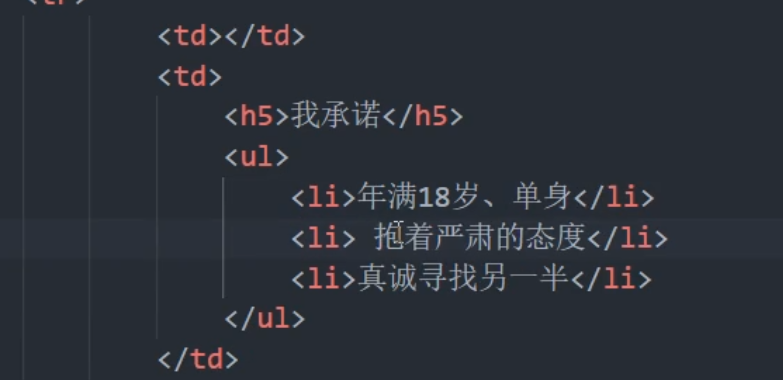 <tr>
<td></td>
<td>
<h5>我承诺</h5>
<ul>
<li>年满18岁、单身</li>
<li> 抱着严肃的态度</li>
<li>真诚寻找另一半</li>
</ul>
</td>